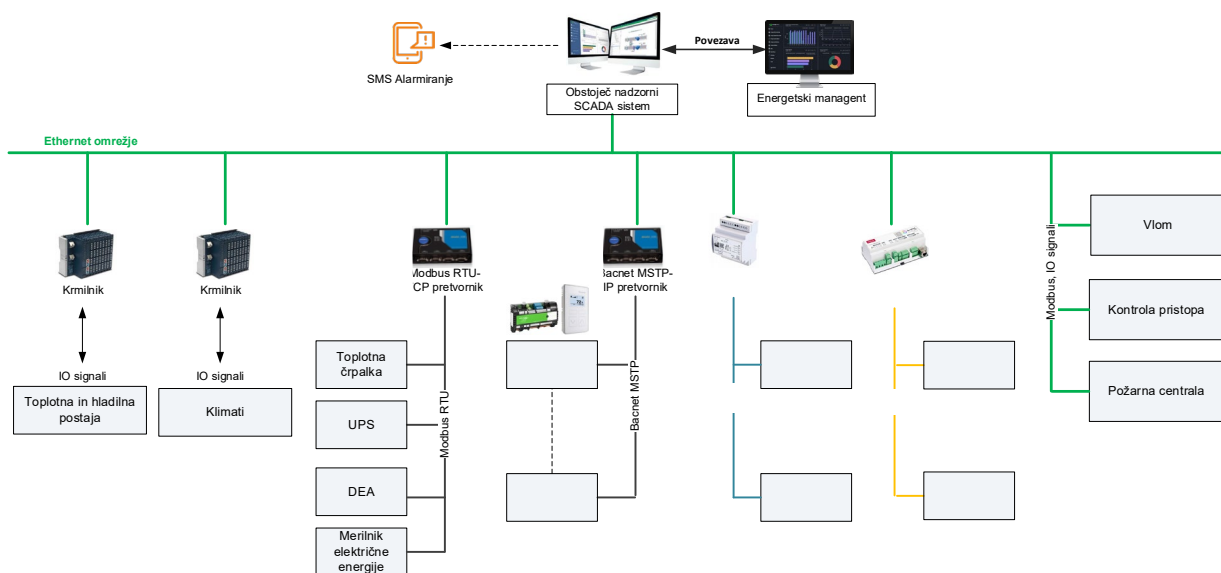 SMS Alarmiranje
Povezava
Obstoječ nadzorni
SCADA sistem
Energetski managent
Ethernet omrežje
Krmilnik
IO signali
Toplotna in hladilna
postaja
Krmilnik
IO signali
Klimati
Modbus RTU-
CP pretvornik
Modbus RTU
Toplotna
črpalka
UPS
DEA
Merilnik
električne
energije
Bacnet MSTP-
IP pretvornik
Bacnet MSTP
Modbus, IO signali
Vlom
Kontrola pristopa
Požarna centrala